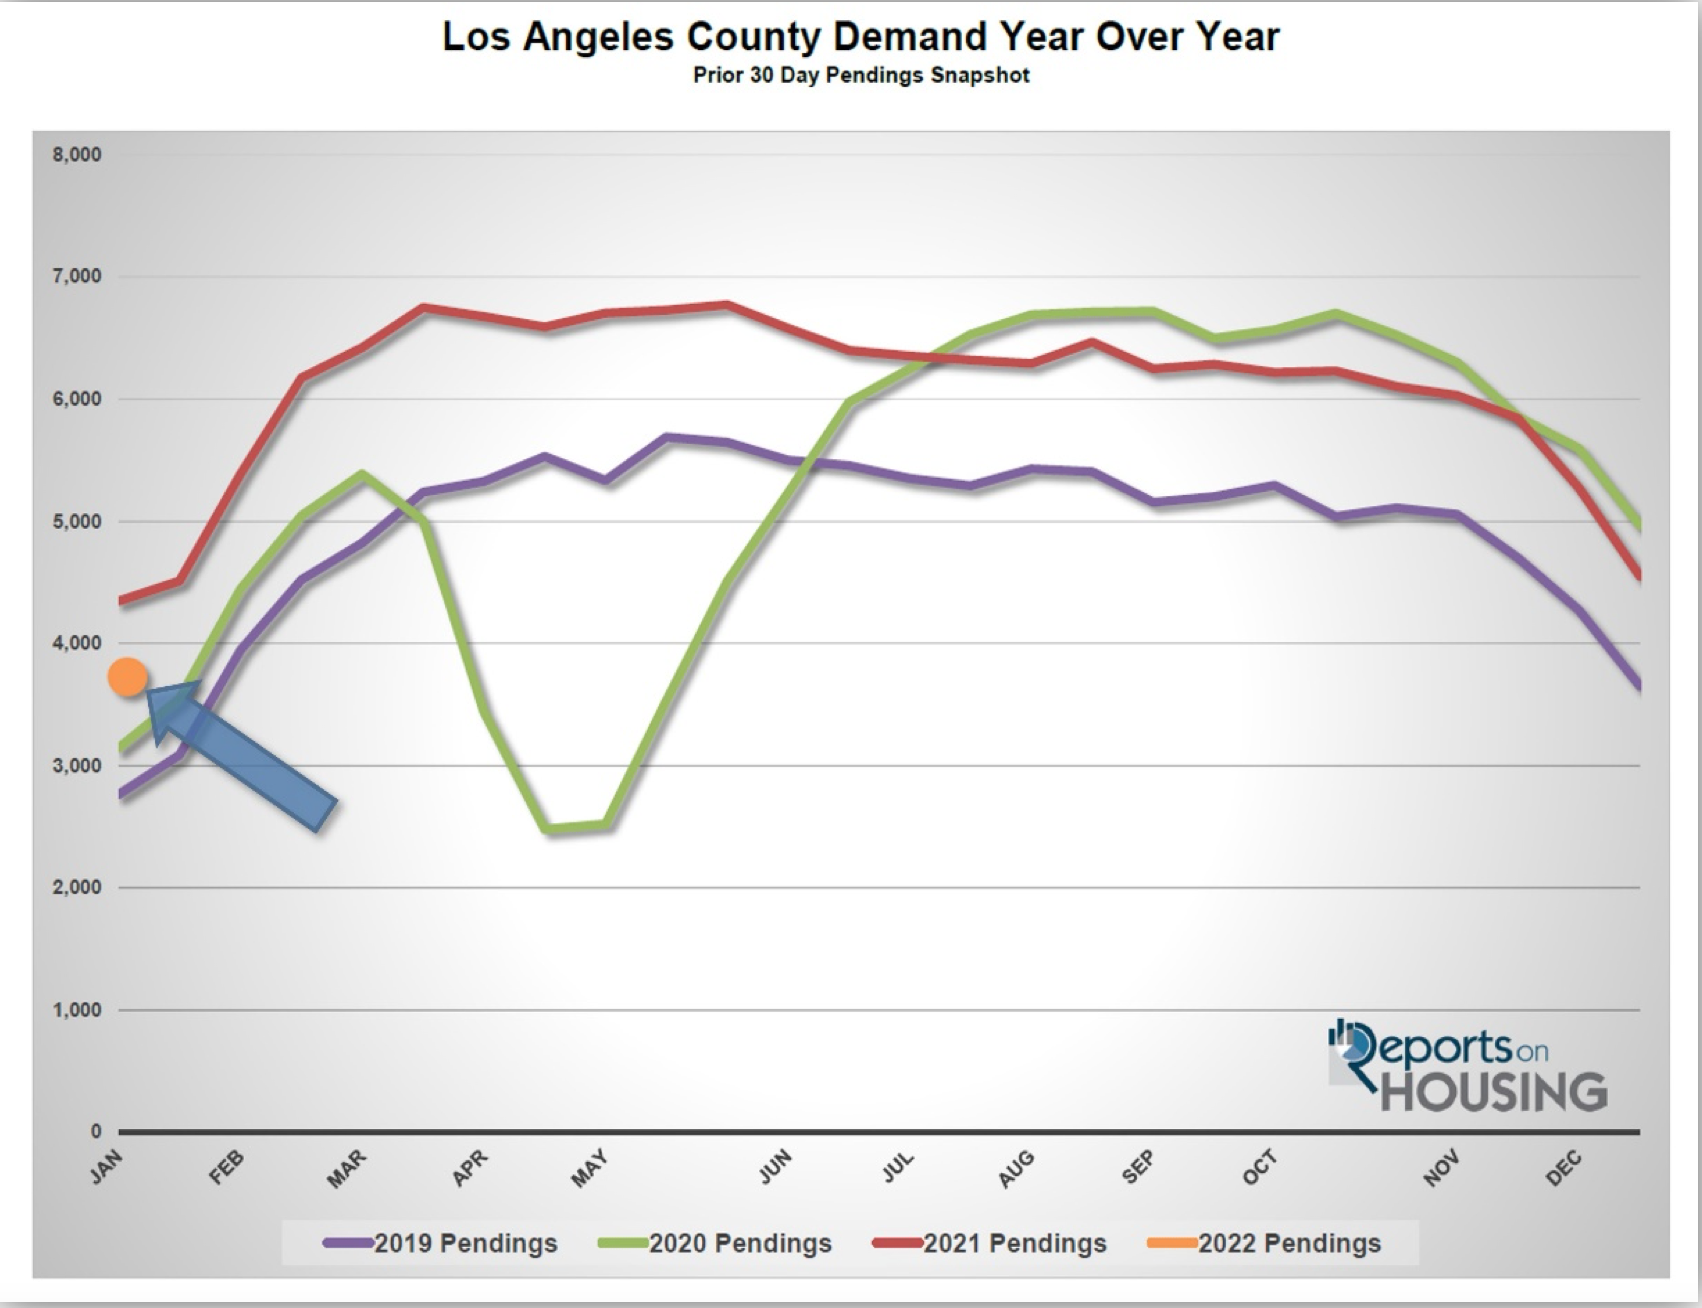 Los Angeles County Demand Year Over Year
Prior 30 Day Pendings Snapshot
8,000
7,000
6,000
5,000
4,000
3,000
2,000
1,000
0
JAN FEB MAR APR MAY JUN JUL AUG SEP OCT NOV DEC
Reports on
HOUSING
2019 Pendings 2020 Pendings 2021 Pendings 2022 Pendings